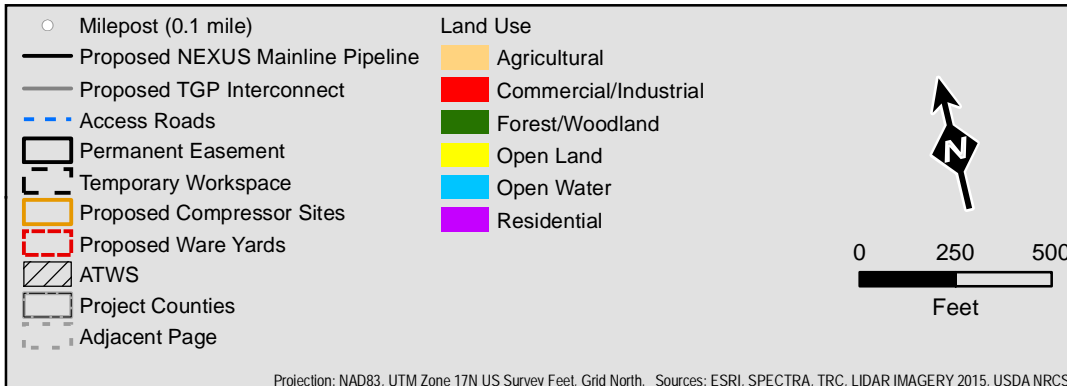 Milepost (0.1 mile)
Proposed NEXUS Mainline Pipeline
Proposed TGP Interconnect
Access Roads
Permanent Easement
Temporary Workspace
Proposed Compressor Sites
Proposed Ware Yards
ATWS
Project Counties
Adjacent Page
Land Use
Agricultural
Commercial/Industrial
Forest/Woodland
Open Land
Open Water
Residential
N
0 250 500
Feet
Projection: NAD83, UTM Zone 17N US Survey Feet, Grid North, Sources: ESRI, SPECTRA, TRC, LIDAR IMAGERY 2015, USDA NRCS